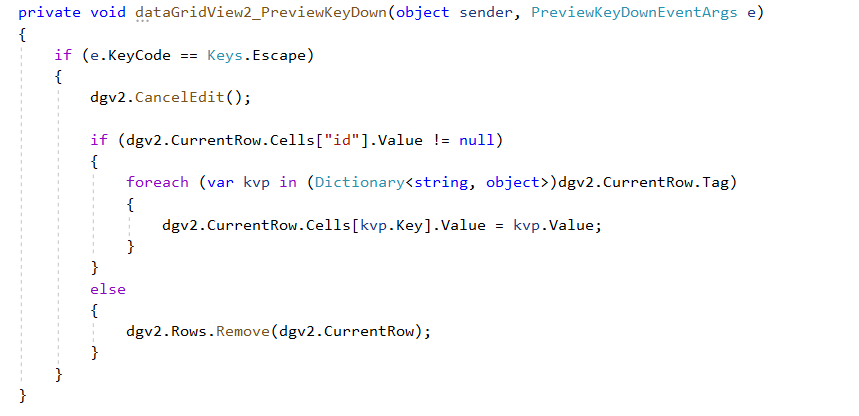 private void dataGridView2_PreviewKeyDown(object sender, PreviewKeyDownEventArgs e)
{
    if (e.KeyCode == Keys.Escape)
    {
        dgv2.CancelEdit();

        if (dgv2.CurrentRow.Cells["id"].Value != null)
        {
            foreach (var kvp in (Dictionary<string, object>)dgv2.CurrentRow.Tag)
            {
                dgv2.CurrentRow.Cells[kvp.Key].Value = kvp.Value;
            }
        }
        else
        {
            dgv2.Rows.Remove(dgv2.CurrentRow);
        }
    }
}